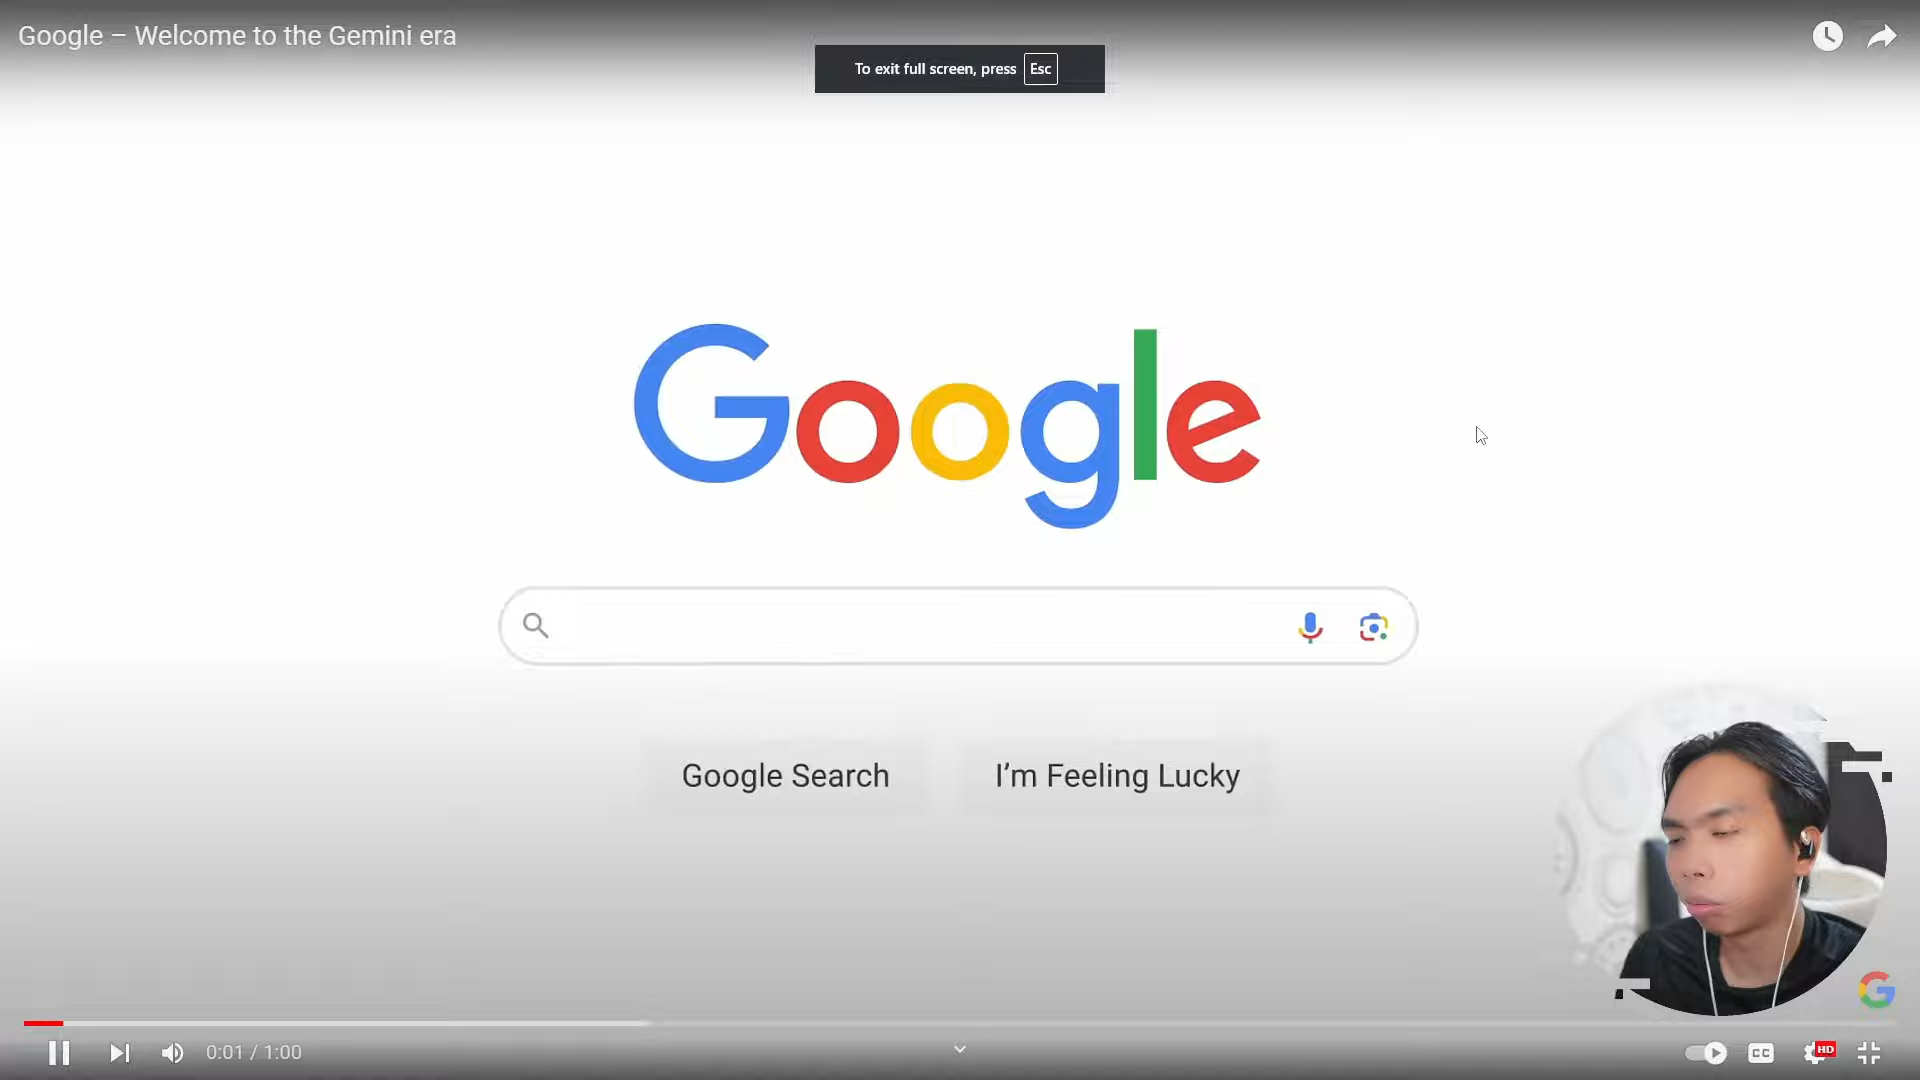 Google – Welcome to the Gemini era
To exit full screen, press Esc
Google
Google Search
I'm Feeling Lucky
0:01 / 1:00
CC
HD